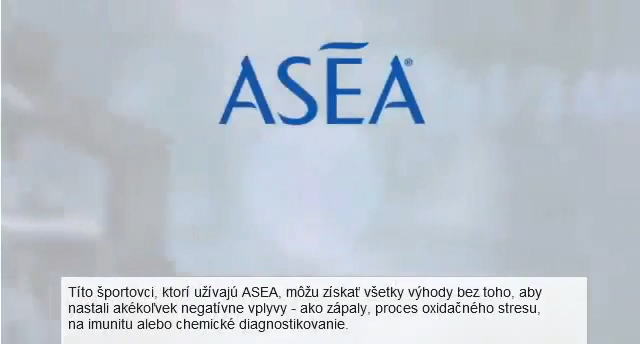 ASĒA®
Títo športovci, ktorí užívajú ASEA, môžu získať všetky výhody bez toho, aby
nastali akékoľvek negatívne vplyvy - ako zápaly, proces oxidačného stresu,
na imunitu alebo chemické diagnostikovanie.